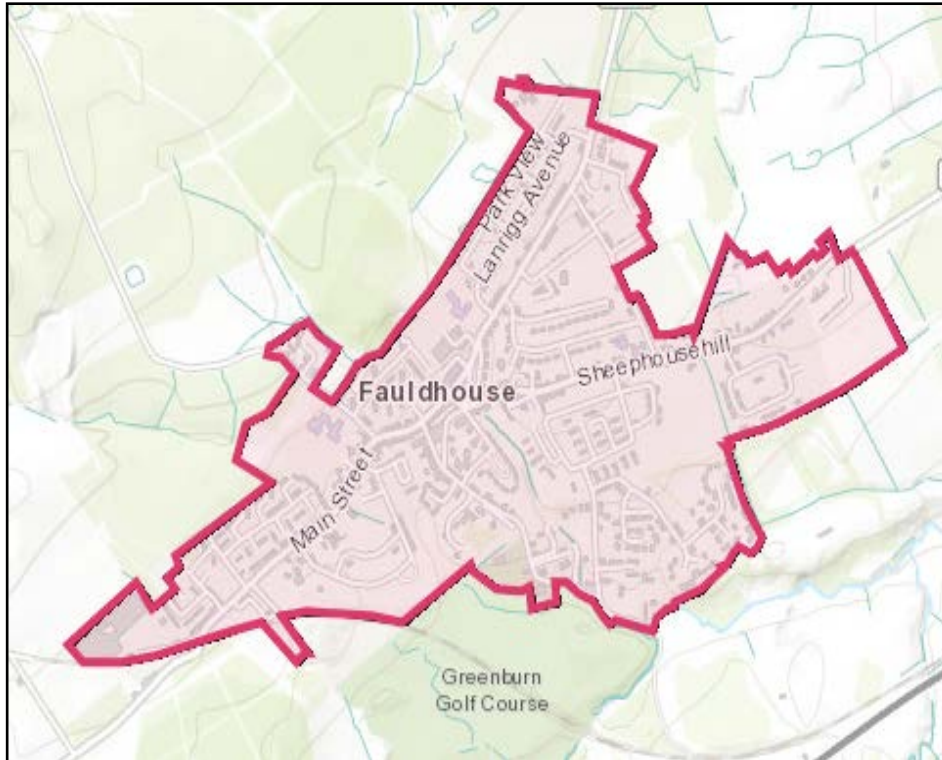 Park View
Lanrigg Avenue
Sheephousehill
Fauldhouse
Main Street
Greenburn
Golf Course